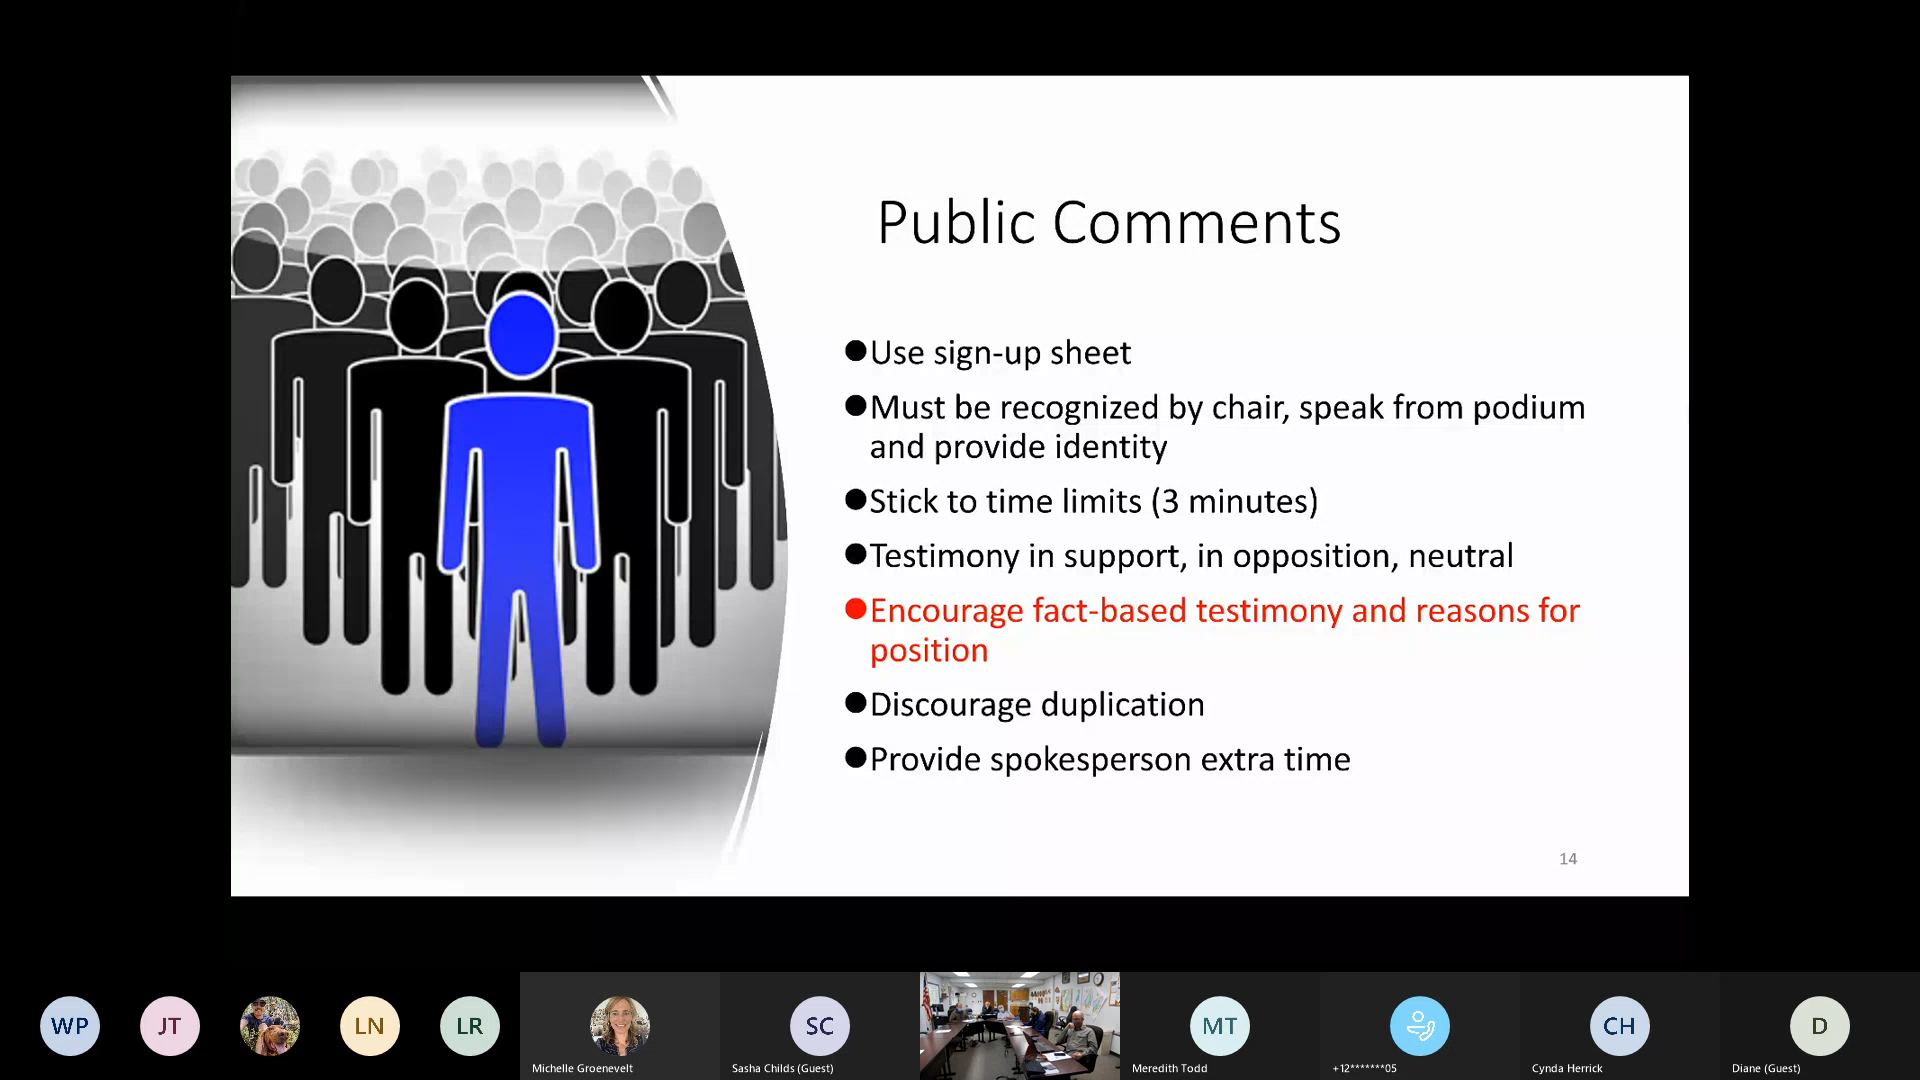 Public Comments
●Use sign-up sheet
●Must be recognized by chair, speak from podium
and provide identity
●Stick to time limits (3 minutes)
●Testimony in support, in opposition, neutral
●Encourage fact-based testimony and reasons for
position
●Discourage duplication
●Provide spokesperson extra time
14
WP
JT
LN
LR
Michelle Groenevelt
SC
Sasha Childs (Guest)
MT
Meredith Todd
+12*******05
CH
Cynda Herrick
D
Diane (Guest)